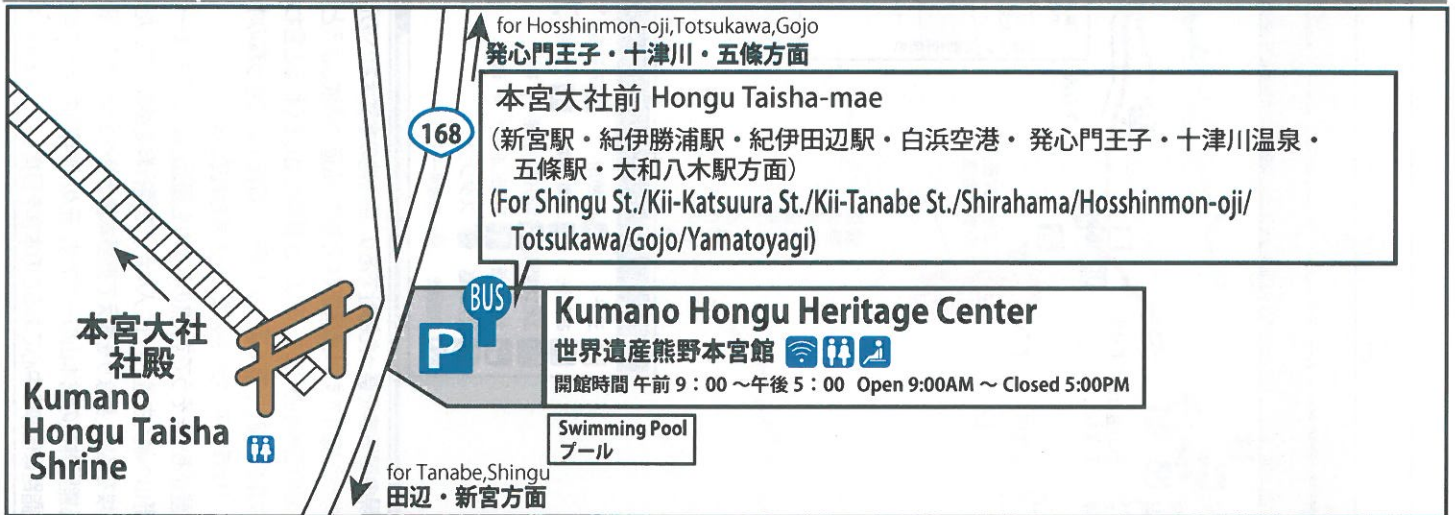 for Hosshinmon-oji,Totsukawa,Gojo
発心門王子・十津川・五條方面
168
本宮大社前 Hongu Taisha-mae
（新宮駅・紀伊勝浦駅・紀伊田辺駅・白浜空港・ 発心門王子・十津川温泉・
五條駅・大和八木駅方面）
(For Shingu St./Kii-Katsuura St./Kii-Tanabe St./Shirahama/Hosshinmon-oji/
Totsukawa/Gojo/Yamatoyagi)
BUS
P
Kumano Hongu Heritage Center
世界遺産熊野本宮館
開館時間 午前 9：00 ～午後 5：00 Open 9:00AM ～ Closed 5:00PM
本宮大社
社殿
Kumano
Hongu Taisha
Shrine
Swimming Pool
プール
for Tanabe,Shingu
田辺・新宮方面